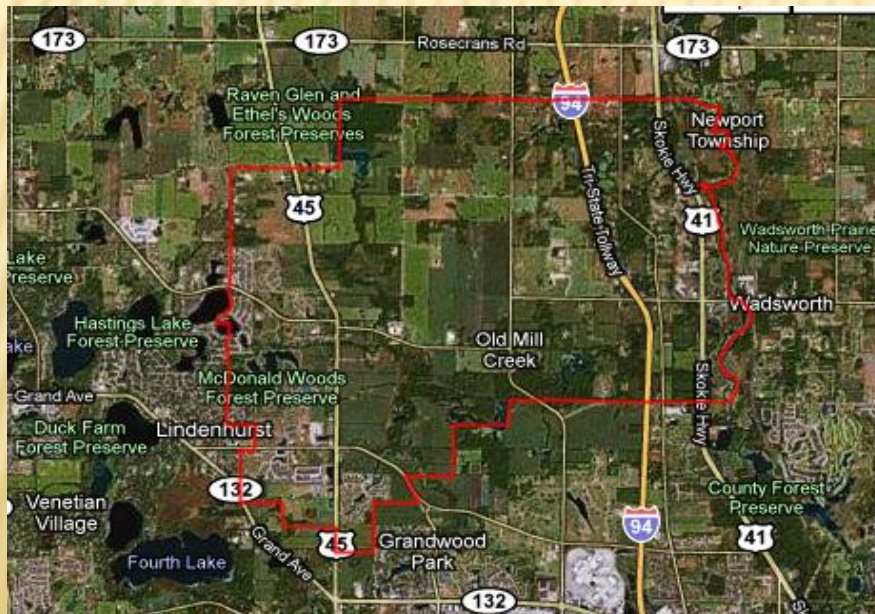 173
173
Rosecrans Rd
173
Raven Glen and
Ethel's Woods
Forest Preserves
94
Newport
Township
Skokie Hwy
45
41
Tri-State Tollway
Wadsworth Prairie
Nature Preserve
Lake
Preserve
Wadsworth
Hastings Lake
Forest Preserve
Old Mill
Creek
ake
McDonald Woods
Forest Preserve
Grand Ave
Skokie Hwy
Duck Farm
Forest Preserve
Lindenhurst
132
County Forest
Preserve
Venetian
Village
94
45
Grandwood
Park
41
Fourth Lake
Grand Ave
132